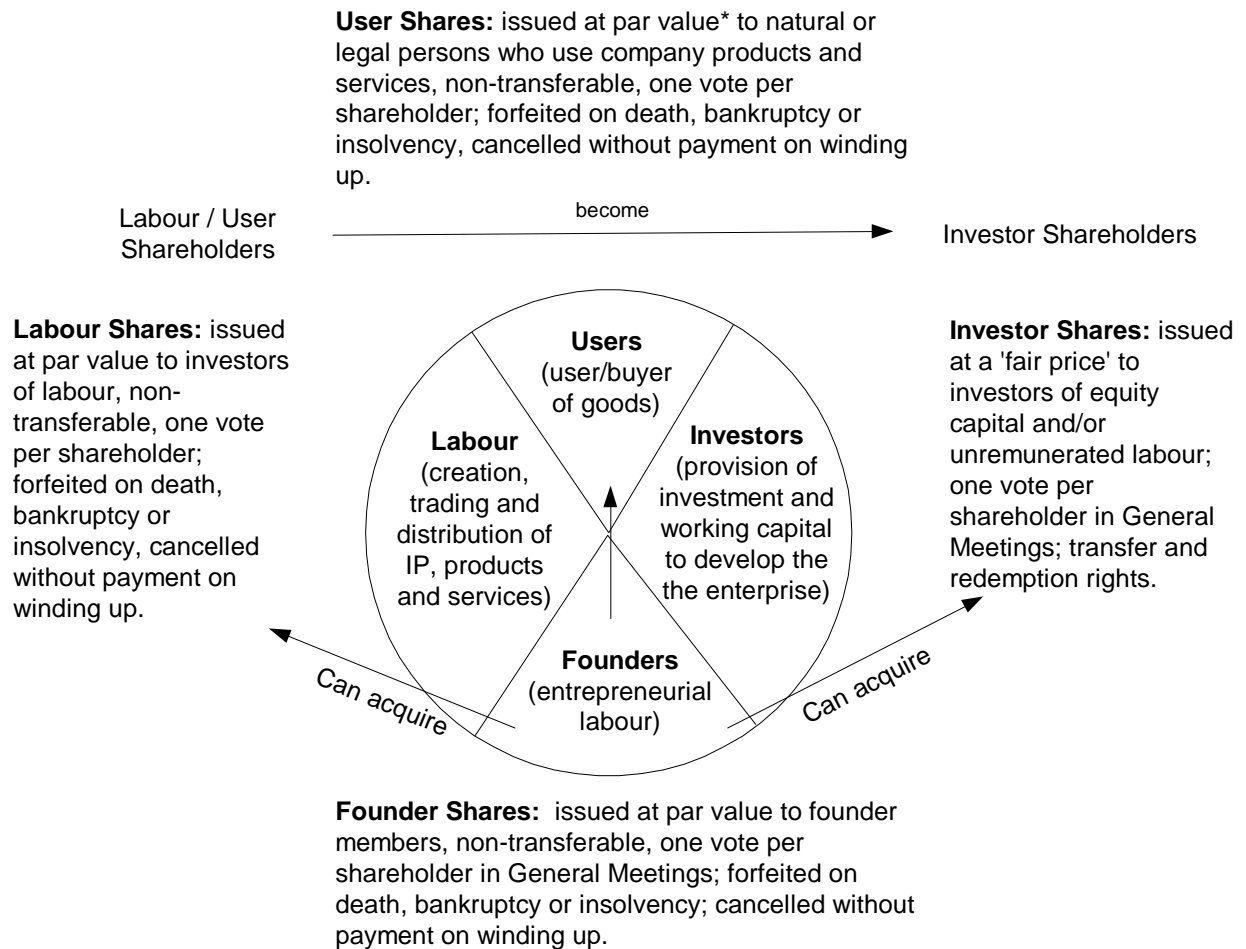 User Shares: issued at par value* to natural or
legal persons who use company products and
services, non-transferable, one vote per
shareholder; forfeited on death, bankruptcy or
insolvency, cancelled without payment on winding
up.
Labour / User
Shareholders
become
Investor Shareholders
Labour Shares: issued
at par value to investors
of labour, non-
transferable, one vote
per shareholder;
forfeited on death,
bankruptcy or
insolvency, cancelled
without payment on
winding up.
Users
(user/buyer
of goods)
Labour
(creation,
trading and
distribution of
IP, products
and services)
Investors
(provision of
investment and
working capital
to develop the
the enterprise)
Investor Shares: issued
at a 'fair price' to
investors of equity
capital and/or
unremunerated labour;
one vote per
shareholder in General
Meetings; transfer and
redemption rights.
Founders
(entrepreneurial
labour)
Can acquire
Can acquire
Founder Shares: issued at par value to founder
members, non-transferable, one vote per
shareholder in General Meetings; forfeited on
death, bankruptcy or insolvency; cancelled without
payment on winding up.